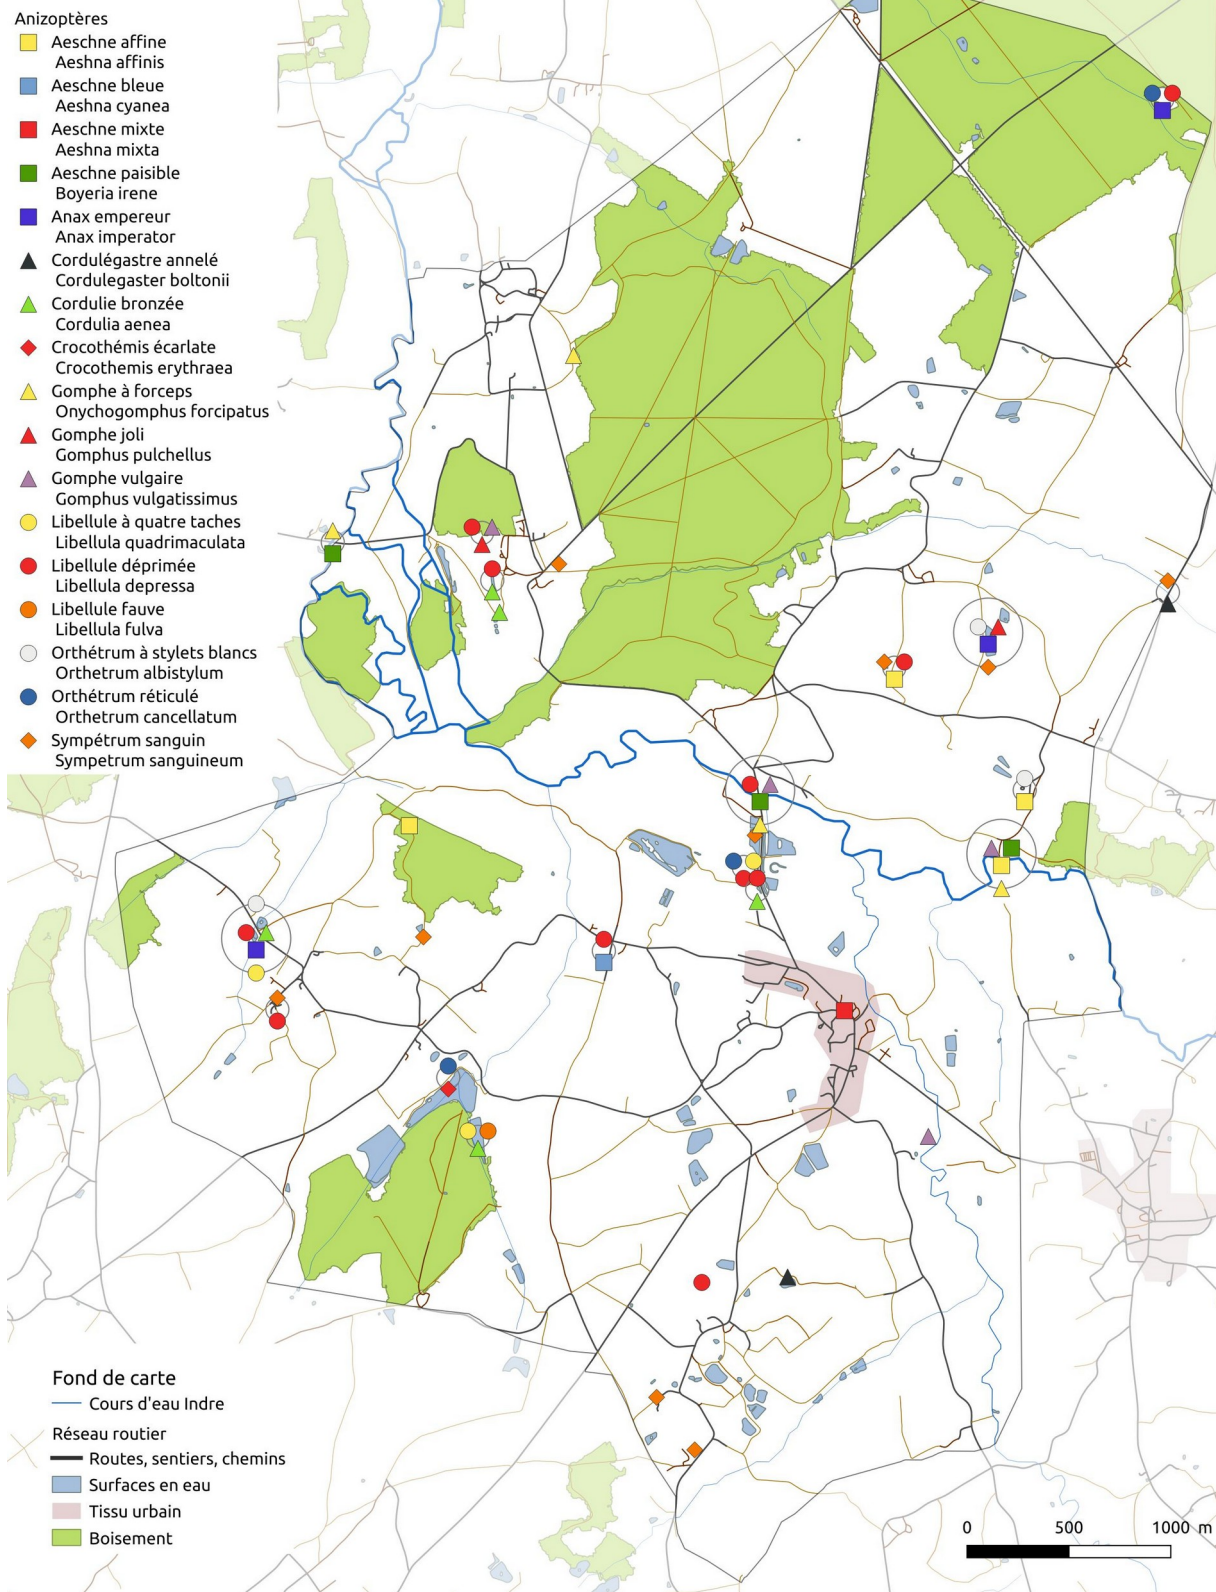 Anizoptères
Aeschne affine
Aeshna affinis
Aeschne bleue
Aeshna cyanea
Aeschne mixte
Aeshna mixta
Aeschne paisible
Boyeria irene
Anax empereur
Anax imperator
Cordulégastre annelé
Cordulegaster boltonii
Cordulie bronzée
Cordulia aenea
Crocothémis écarlate
Crocothemis erythraea
Gomphe à forceps
Onychogomphus forcipatus
Gomphe joli
Gomphus pulchellus
Gomphe vulgaire
Gomphus vulgatissimus
Libellule à quatre taches
Libellula quadrimaculata
Libellule déprimée
Libellula depressa
Libellule fauve
Libellula fulva
Orthétrum à stylets blancs
Orthetrum albistylum
Orthétrum réticulé
Orthetrum cancellatum
Sympétrum sanguin
Sympetrum sanguineum
Fond de carte
Cours d'eau Indre
Réseau routier
Routes, sentiers, chemins
Surfaces en eau
Tissu urbain
Boisement
0 500 1000 m